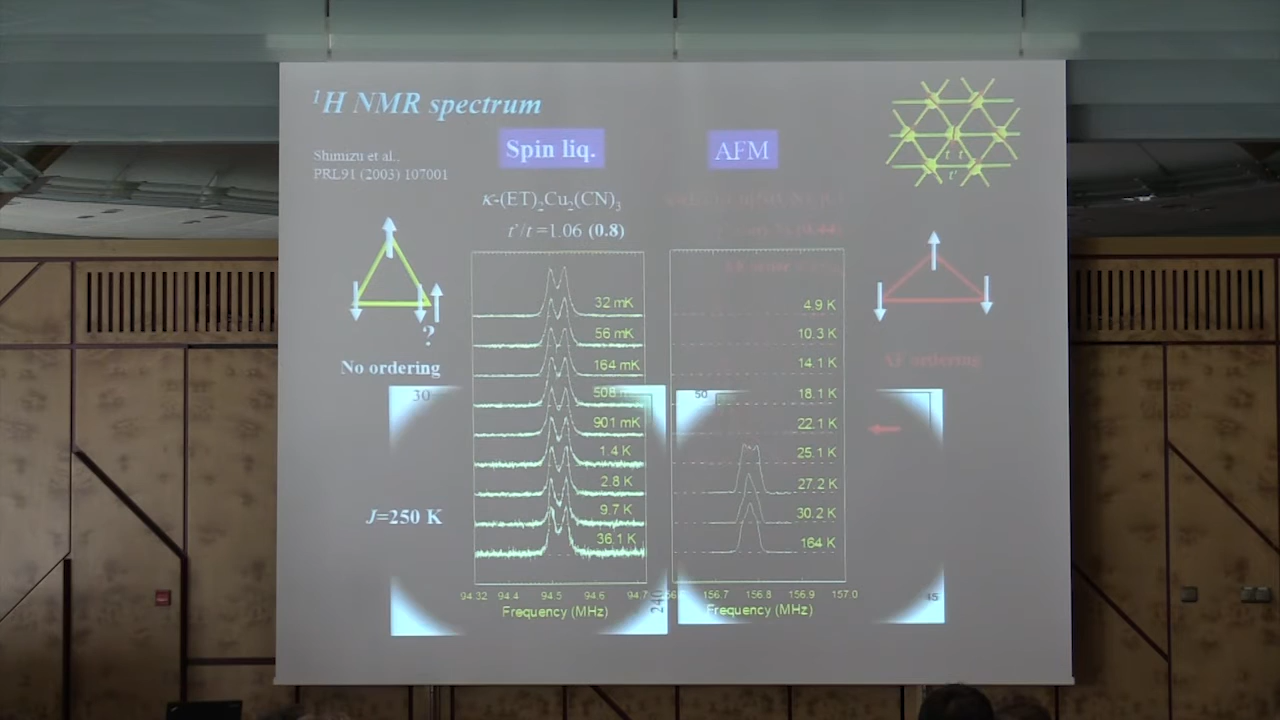 ¹H NMR spectrum
Shimizu et al.,
PRL91 (2003) 107001
Spin liq.
AFM
t t
t'
κ-(ET)₂Cu₂(CN)₃
t'/t =1.06 (0.8)
?
No ordering
AF ordering
J=250 K
32 mK
56 mK
164 mK
508
901 mK
1.4 K
2.8 K
9.7 K
36.1 K
94.32 94.4 94.5 94.6 94.7
Frequency (MHz)
4.9 K
10.3 K
14.1 K
18.1 K
22.1 K
25.1 K
27.2 K
30.2 K
164 K
156.7 156.8 156.9 157.0
Frequency (MHz)
30
50